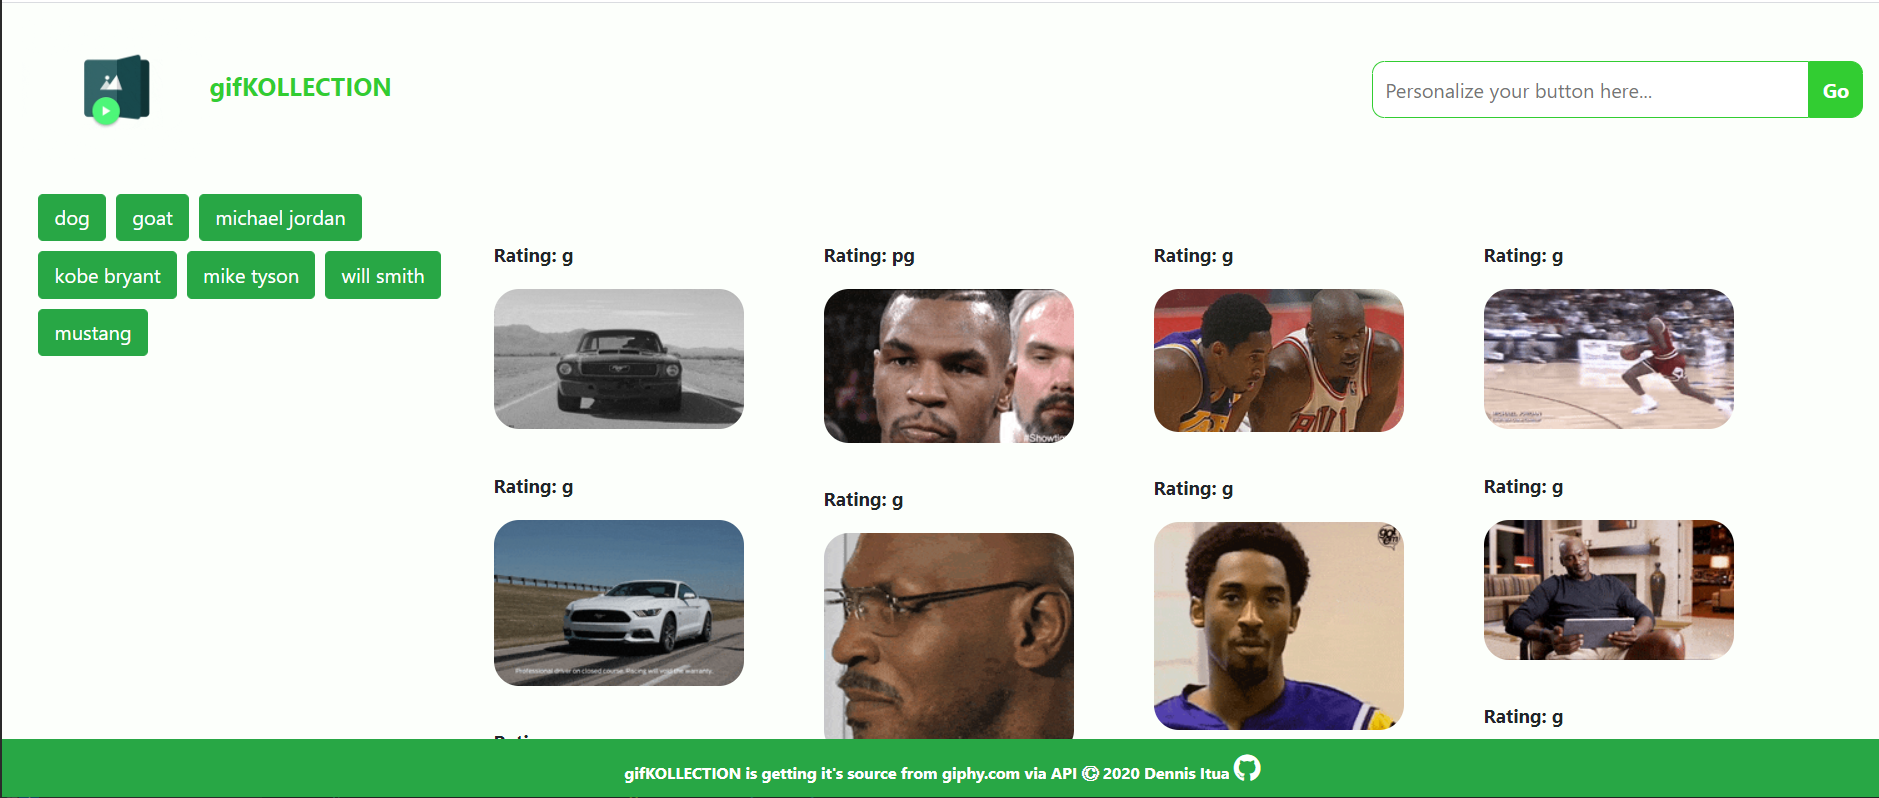 gifKOLLECTION
Personalize your button here...
Go
dog
goat
michael jordan
kobe bryant
mike tyson
will smith
mustang
Rating: g
Rating: pg
Rating: g
Rating: g
#Showtim
Rating: g
Rating: g
Rating: g
Rating: g
Professional driver on closed course. Racing will void the warranty.
Rating: g
gifKOLLECTION is getting it's source from giphy.com via API © 2020 Dennis Itua